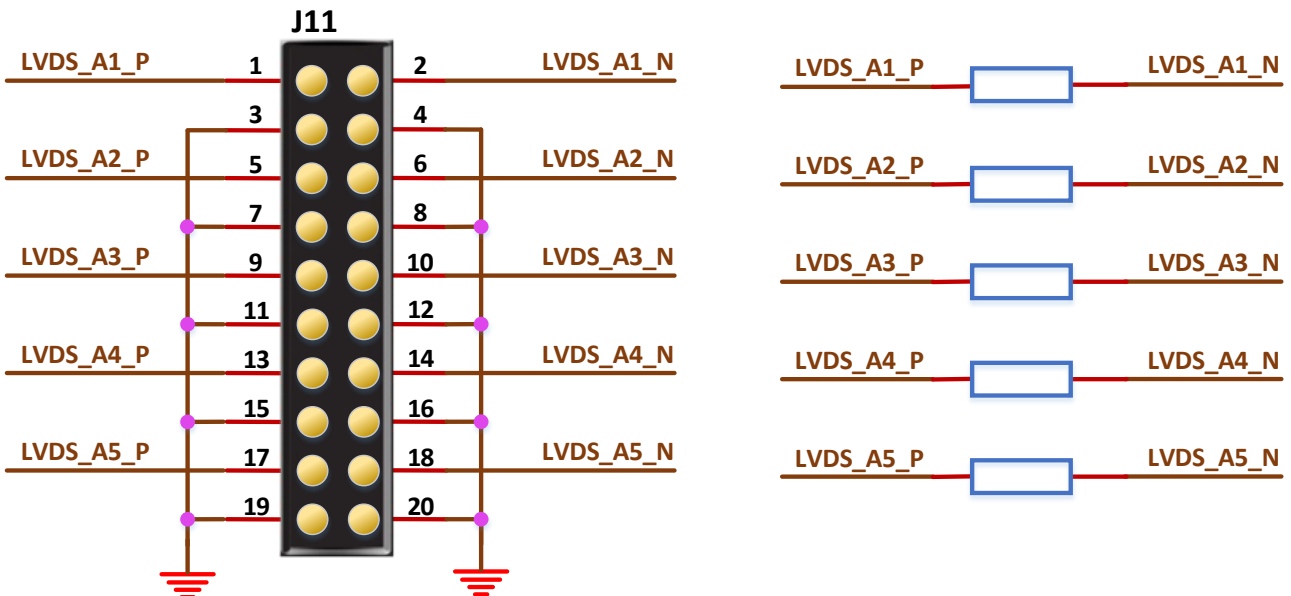 J11
LVDS_A1_P 1 2 LVDS_A1_N
3 4
LVDS_A2_P 5 6 LVDS_A2_N
7 8
LVDS_A3_P 9 10 LVDS_A3_N
11 12
LVDS_A4_P 13 14 LVDS_A4_N
15 16
LVDS_A5_P 17 18 LVDS_A5_N
19 20
LVDS_A1_P LVDS_A1_N
LVDS_A2_P LVDS_A2_N
LVDS_A3_P LVDS_A3_N
LVDS_A4_P LVDS_A4_N
LVDS_A5_P LVDS_A5_N